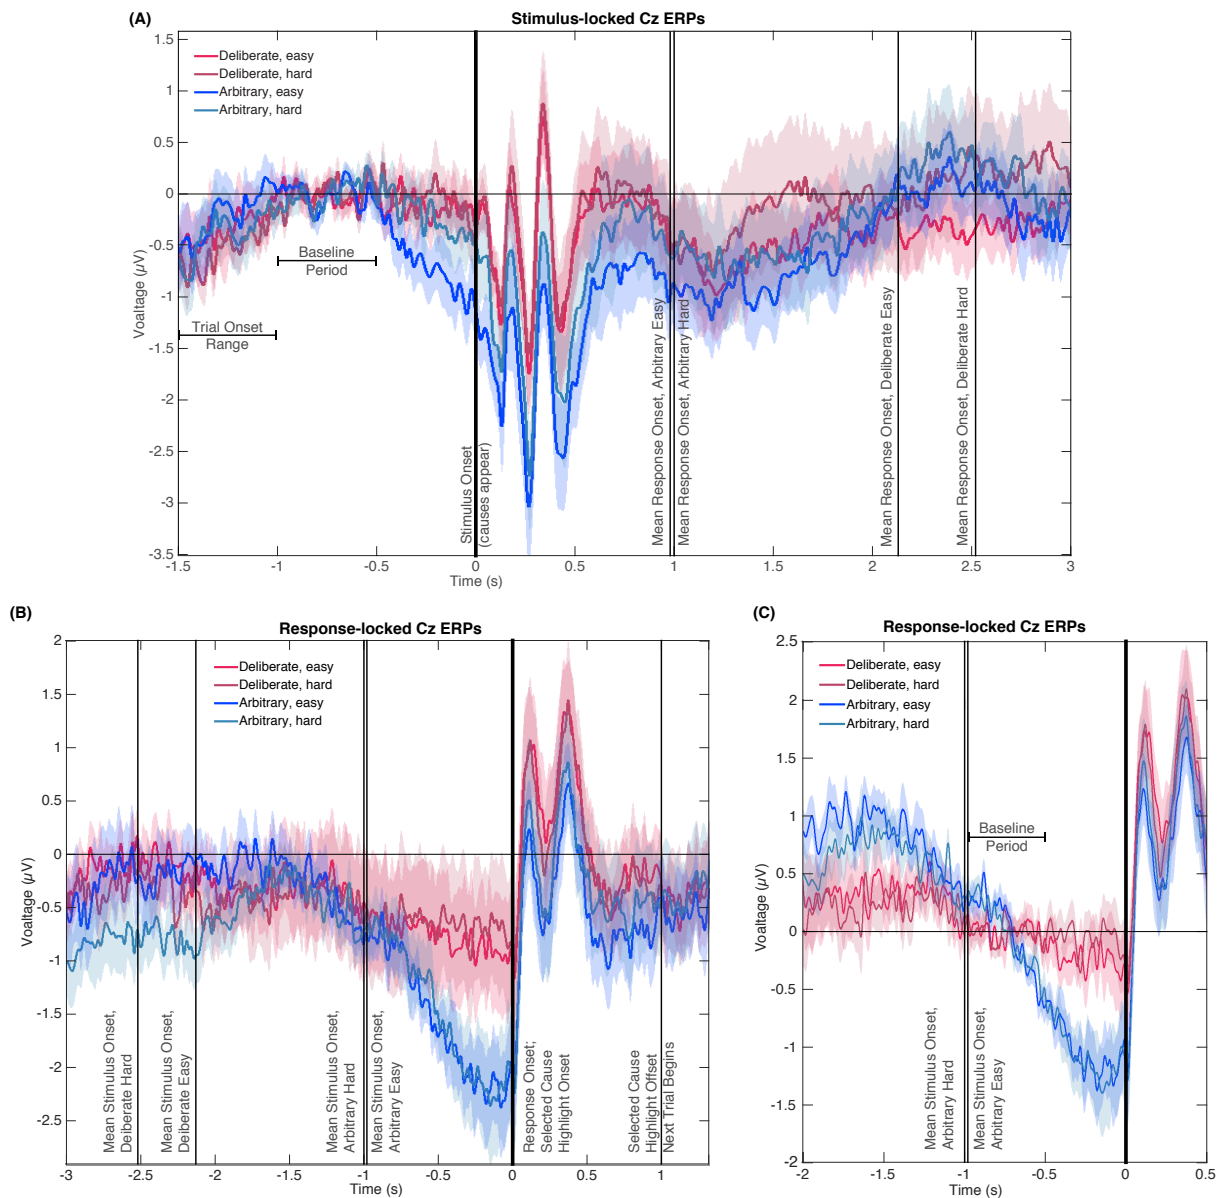 (A)
Stimulus-locked Cz ERPs
Deliberate, easy
Deliberate, hard
Arbitrary, easy
Arbitrary, hard
1.5
1
0.5
0
-0.5
-1
-1.5
-2
-2.5
-3
-3.5
Voaltage (µV)
Baseline
Period
Trial Onset
Range
Stimulus Onset
(causes appear)
Mean Response Onset, Arbitrary Easy
Mean Response Onset, Arbitrary Hard
Mean Response Onset, Deliberate Easy
Mean Response Onset, Deliberate Hard
-1.5 -1 -0.5 0 0.5 1 1.5 2 2.5 3
Time (s)
(B)
Response-locked Cz ERPs
Deliberate, easy
Deliberate, hard
Arbitrary, easy
Arbitrary, hard
2
1.5
1
0.5
0
-0.5
-1
-1.5
-2
-2.5
Voaltage (µV)
Mean Stimulus Onset,
Deliberate Hard
Mean Stimulus Onset,
Deliberate Easy
Mean Stimulus Onset,
Arbitrary Hard
Mean Stimulus Onset,
Arbitrary Easy
Response Onset;
Selected Cause
Highlight Onset
Selected Cause
Highlight Offset
Next Trial Begins
-3 -2.5 -2 -1.5 -1 -0.5 0 0.5 1
Time (s)
(C)
Response-locked Cz ERPs
Deliberate, easy
Deliberate, hard
Arbitrary, easy
Arbitrary, hard
2.5
2
1.5
1
0.5
0
-0.5
-1
-1.5
-2
Voaltage (µV)
Baseline
Period
Mean Stimulus Onset,
Arbitrary Hard
Mean Stimulus Onset,
Arbitrary Easy
-2 -1.5 -1 -0.5 0 0.5
Time (s)